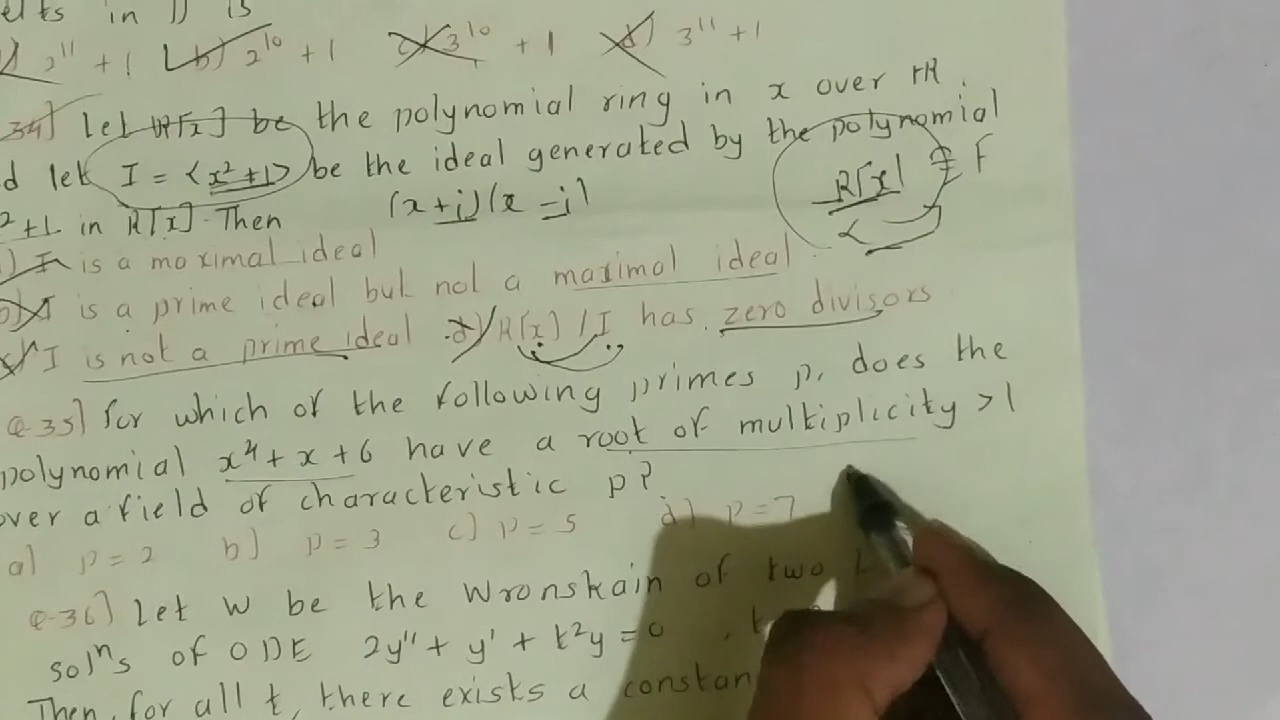 elts in D is
2¹¹ + 1 b) 2¹⁰ + 1 c) 3¹⁰ + 1 d) 3¹¹ + 1
34] Let R[x] be the polynomial ring in x over R.
d let I = <x²+1> be the ideal generated by the polynomial
²+1 in R[x]. Then (x+i)(x-i) R[x] F
I is a maximal ideal
b) I is a prime ideal but not a maximal ideal
c) I is not a prime ideal d) R[x] / I has zero divisors
Q-35] for which of the following primes p, does the
polynomial x⁴ + x + 6 have a root of multiplicity > 1
over a field of characteristic p?
a) p = 2 b) p = 3 c) p = 5 d) p = 7
Q-36] Let W be the Wronskain of two
solⁿs of ODE 2y'' + y' + t²y = 0 ,
Then, for all t, there exists a constan